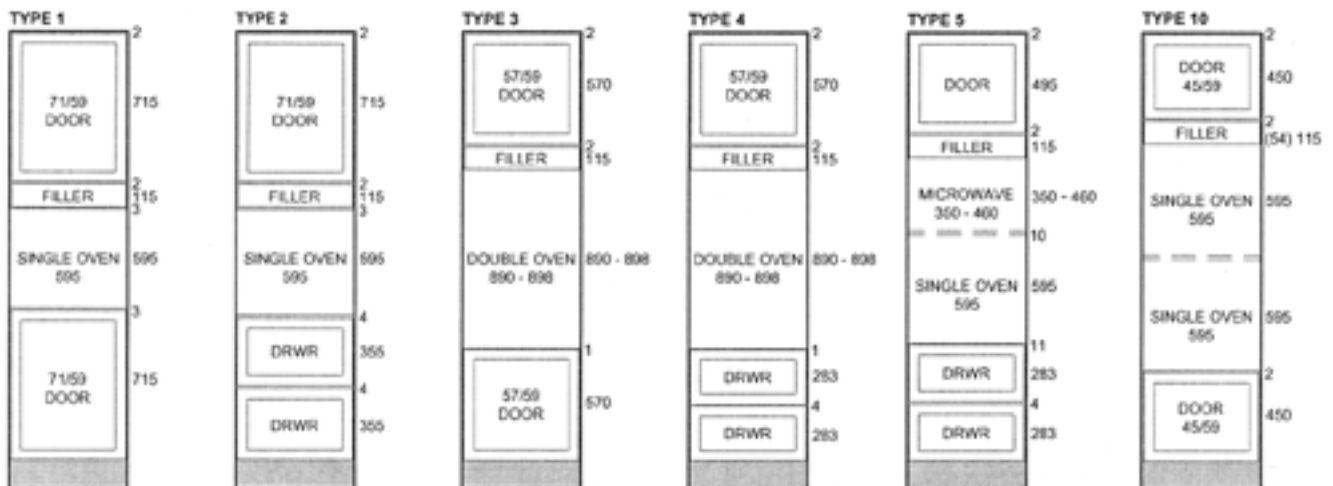 TYPE 1
2
71/59
DOOR
715
2
FILLER
115
3
SINGLE OVEN
595
595
3
71/59
DOOR
715
TYPE 2
2
71/59
DOOR
715
2
FILLER
115
3
SINGLE OVEN
595
595
4
DRWR
355
4
DRWR
355
TYPE 3
2
57/59
DOOR
570
2
FILLER
115
DOUBLE OVEN
890 - 898
890 - 898
1
57/59
DOOR
570
TYPE 4
2
57/59
DOOR
570
2
FILLER
115
DOUBLE OVEN
890 - 898
890 - 898
1
DRWR
283
4
DRWR
283
TYPE 5
2
DOOR
495
2
FILLER
115
MICROWAVE
350 - 460
350 - 460
10
SINGLE OVEN
595
595
11
DRWR
283
4
DRWR
283
TYPE 10
2
DOOR
45/59
450
2
FILLER
(54) 115
SINGLE OVEN
595
595
SINGLE OVEN
595
595
2
DOOR
45/59
450